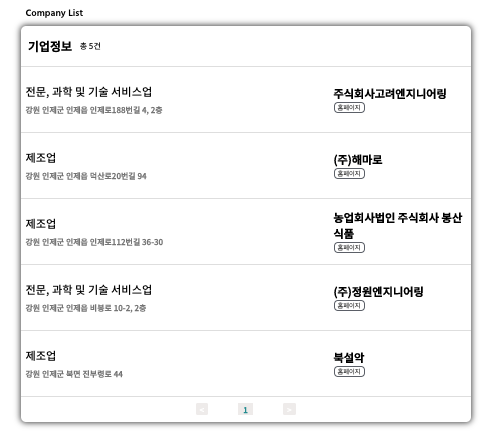 Company List
기업정보 총 5건
전문, 과학 및 기술 서비스업
강원 인제군 인제읍 인제로188번길 4, 2층
주식회사고려엔지니어링
홈페이지
제조업
강원 인제군 인제읍 덕산로20번길 94
(주)해마로
홈페이지
제조업
강원 인제군 인제읍 인제로112번길 36-30
농업회사법인 주식회사 봉산
식품
홈페이지
전문, 과학 및 기술 서비스업
강원 인제군 인제읍 비봉로 10-2, 2층
(주)정원엔지니어링
홈페이지
제조업
강원 인제군 북면 진부령로 44
북설악
홈페이지
< 1 >